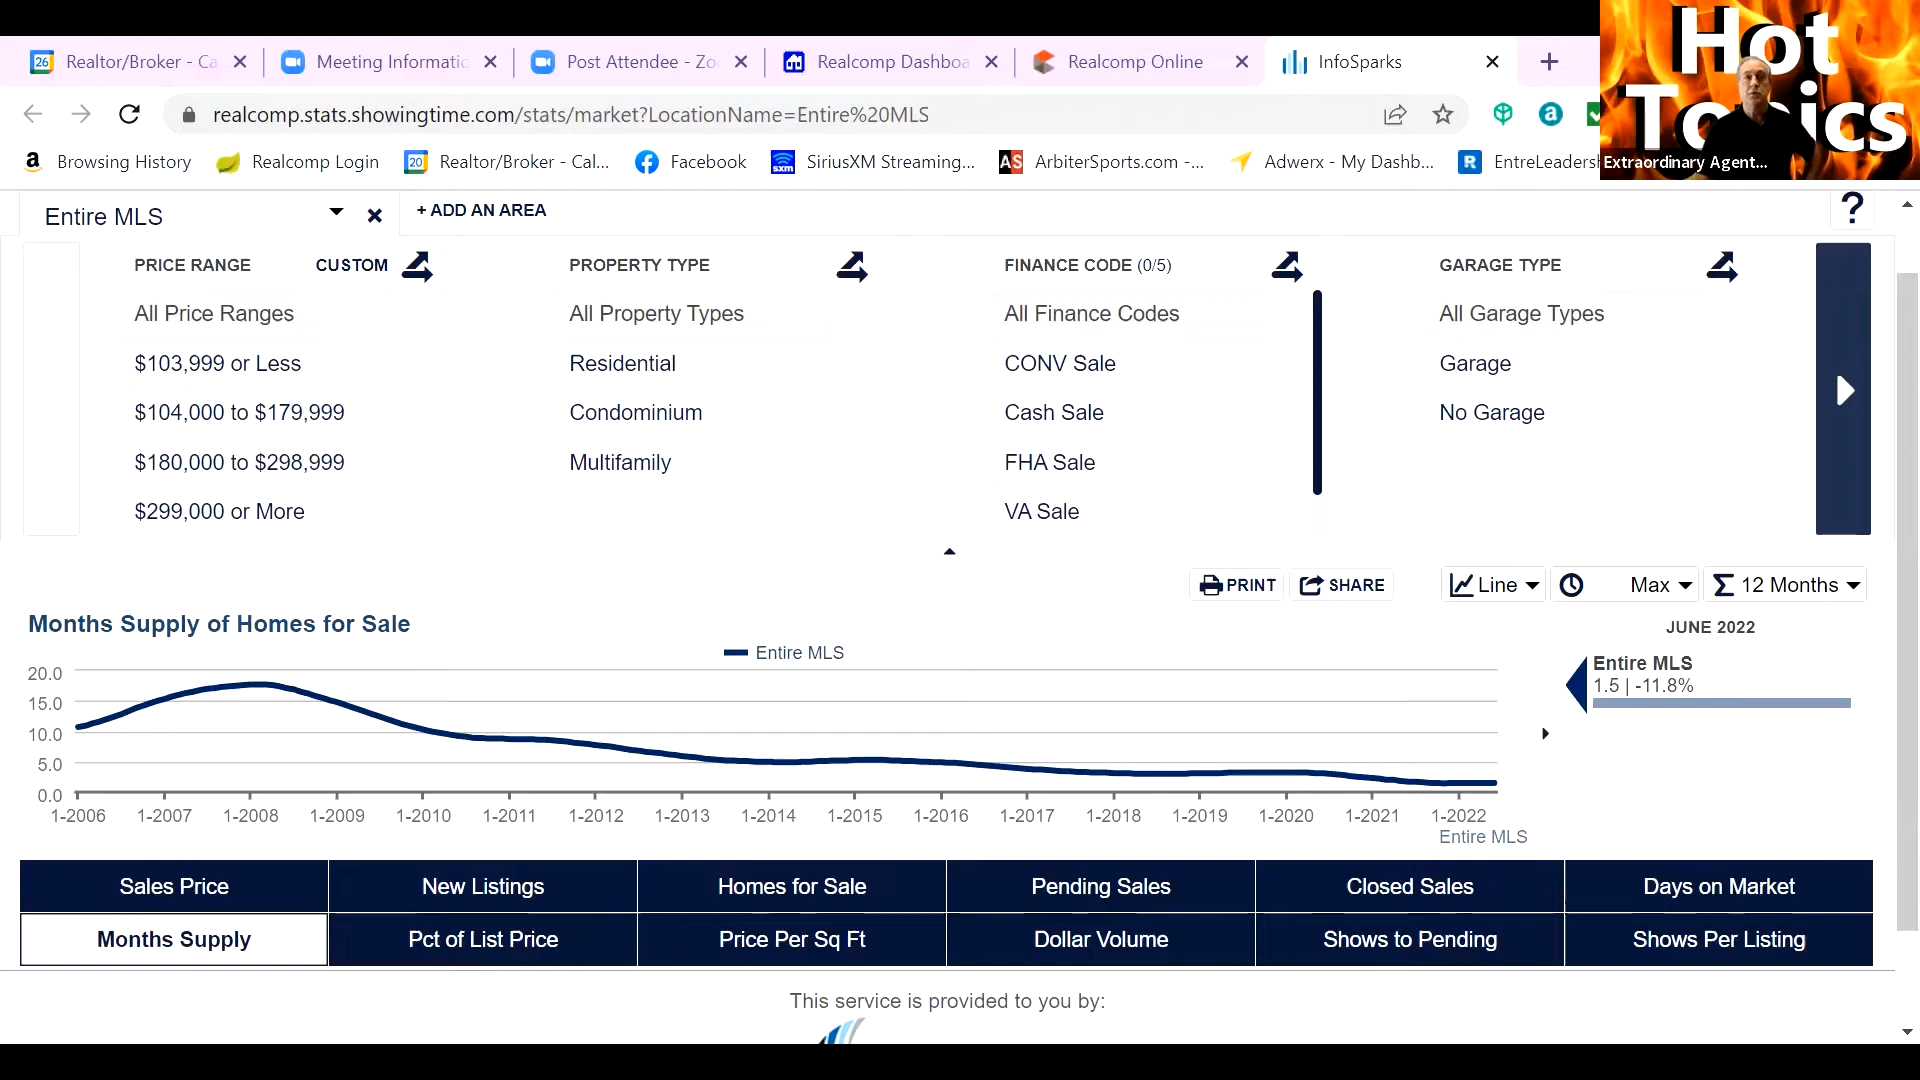 Realtor/Broker - Ca
Meeting Informatio
Post Attendee - Zo
Realcomp Dashboa
Realcomp Online
InfoSparks
Hot
Topics
Extraordinary Agent...
realcomp.stats.showingtime.com/stats/market?LocationName=Entire%20MLS
Browsing History
Realcomp Login
Realtor/Broker - Cal...
Facebook
SiriusXM Streaming...
ArbiterSports.com -...
Adwerx - My Dashb...
EntreLeaders
Entire MLS
+ ADD AN AREA
?
PRICE RANGE
CUSTOM
All Price Ranges
$103,999 or Less
$104,000 to $179,999
$180,000 to $298,999
$299,000 or More
PROPERTY TYPE
All Property Types
Residential
Condominium
Multifamily
FINANCE CODE (0/5)
All Finance Codes
CONV Sale
Cash Sale
FHA Sale
VA Sale
GARAGE TYPE
All Garage Types
Garage
No Garage
PRINT
SHARE
Line
Max
Σ 12 Months
Months Supply of Homes for Sale
Entire MLS
20.0
15.0
10.0
5.0
0.0
1-2006 1-2007 1-2008 1-2009 1-2010 1-2011 1-2012 1-2013 1-2014 1-2015 1-2016 1-2017 1-2018 1-2019 1-2020 1-2021 1-2022
Entire MLS
JUNE 2022
Entire MLS
1.5 | -11.8%
Sales Price
New Listings
Homes for Sale
Pending Sales
Closed Sales
Days on Market
Months Supply
Pct of List Price
Price Per Sq Ft
Dollar Volume
Shows to Pending
Shows Per Listing
This service is provided to you by: